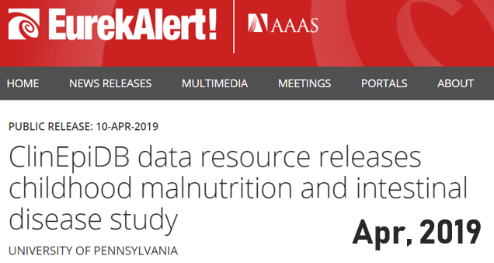 EurekAlert! AAAS
HOME NEWS RELEASES MULTIMEDIA MEETINGS PORTALS ABOUT
PUBLIC RELEASE: 10-APR-2019
ClinEpiDB data resource releases
childhood malnutrition and intestinal
disease study
Apr, 2019
UNIVERSITY OF PENNSYLVANIA